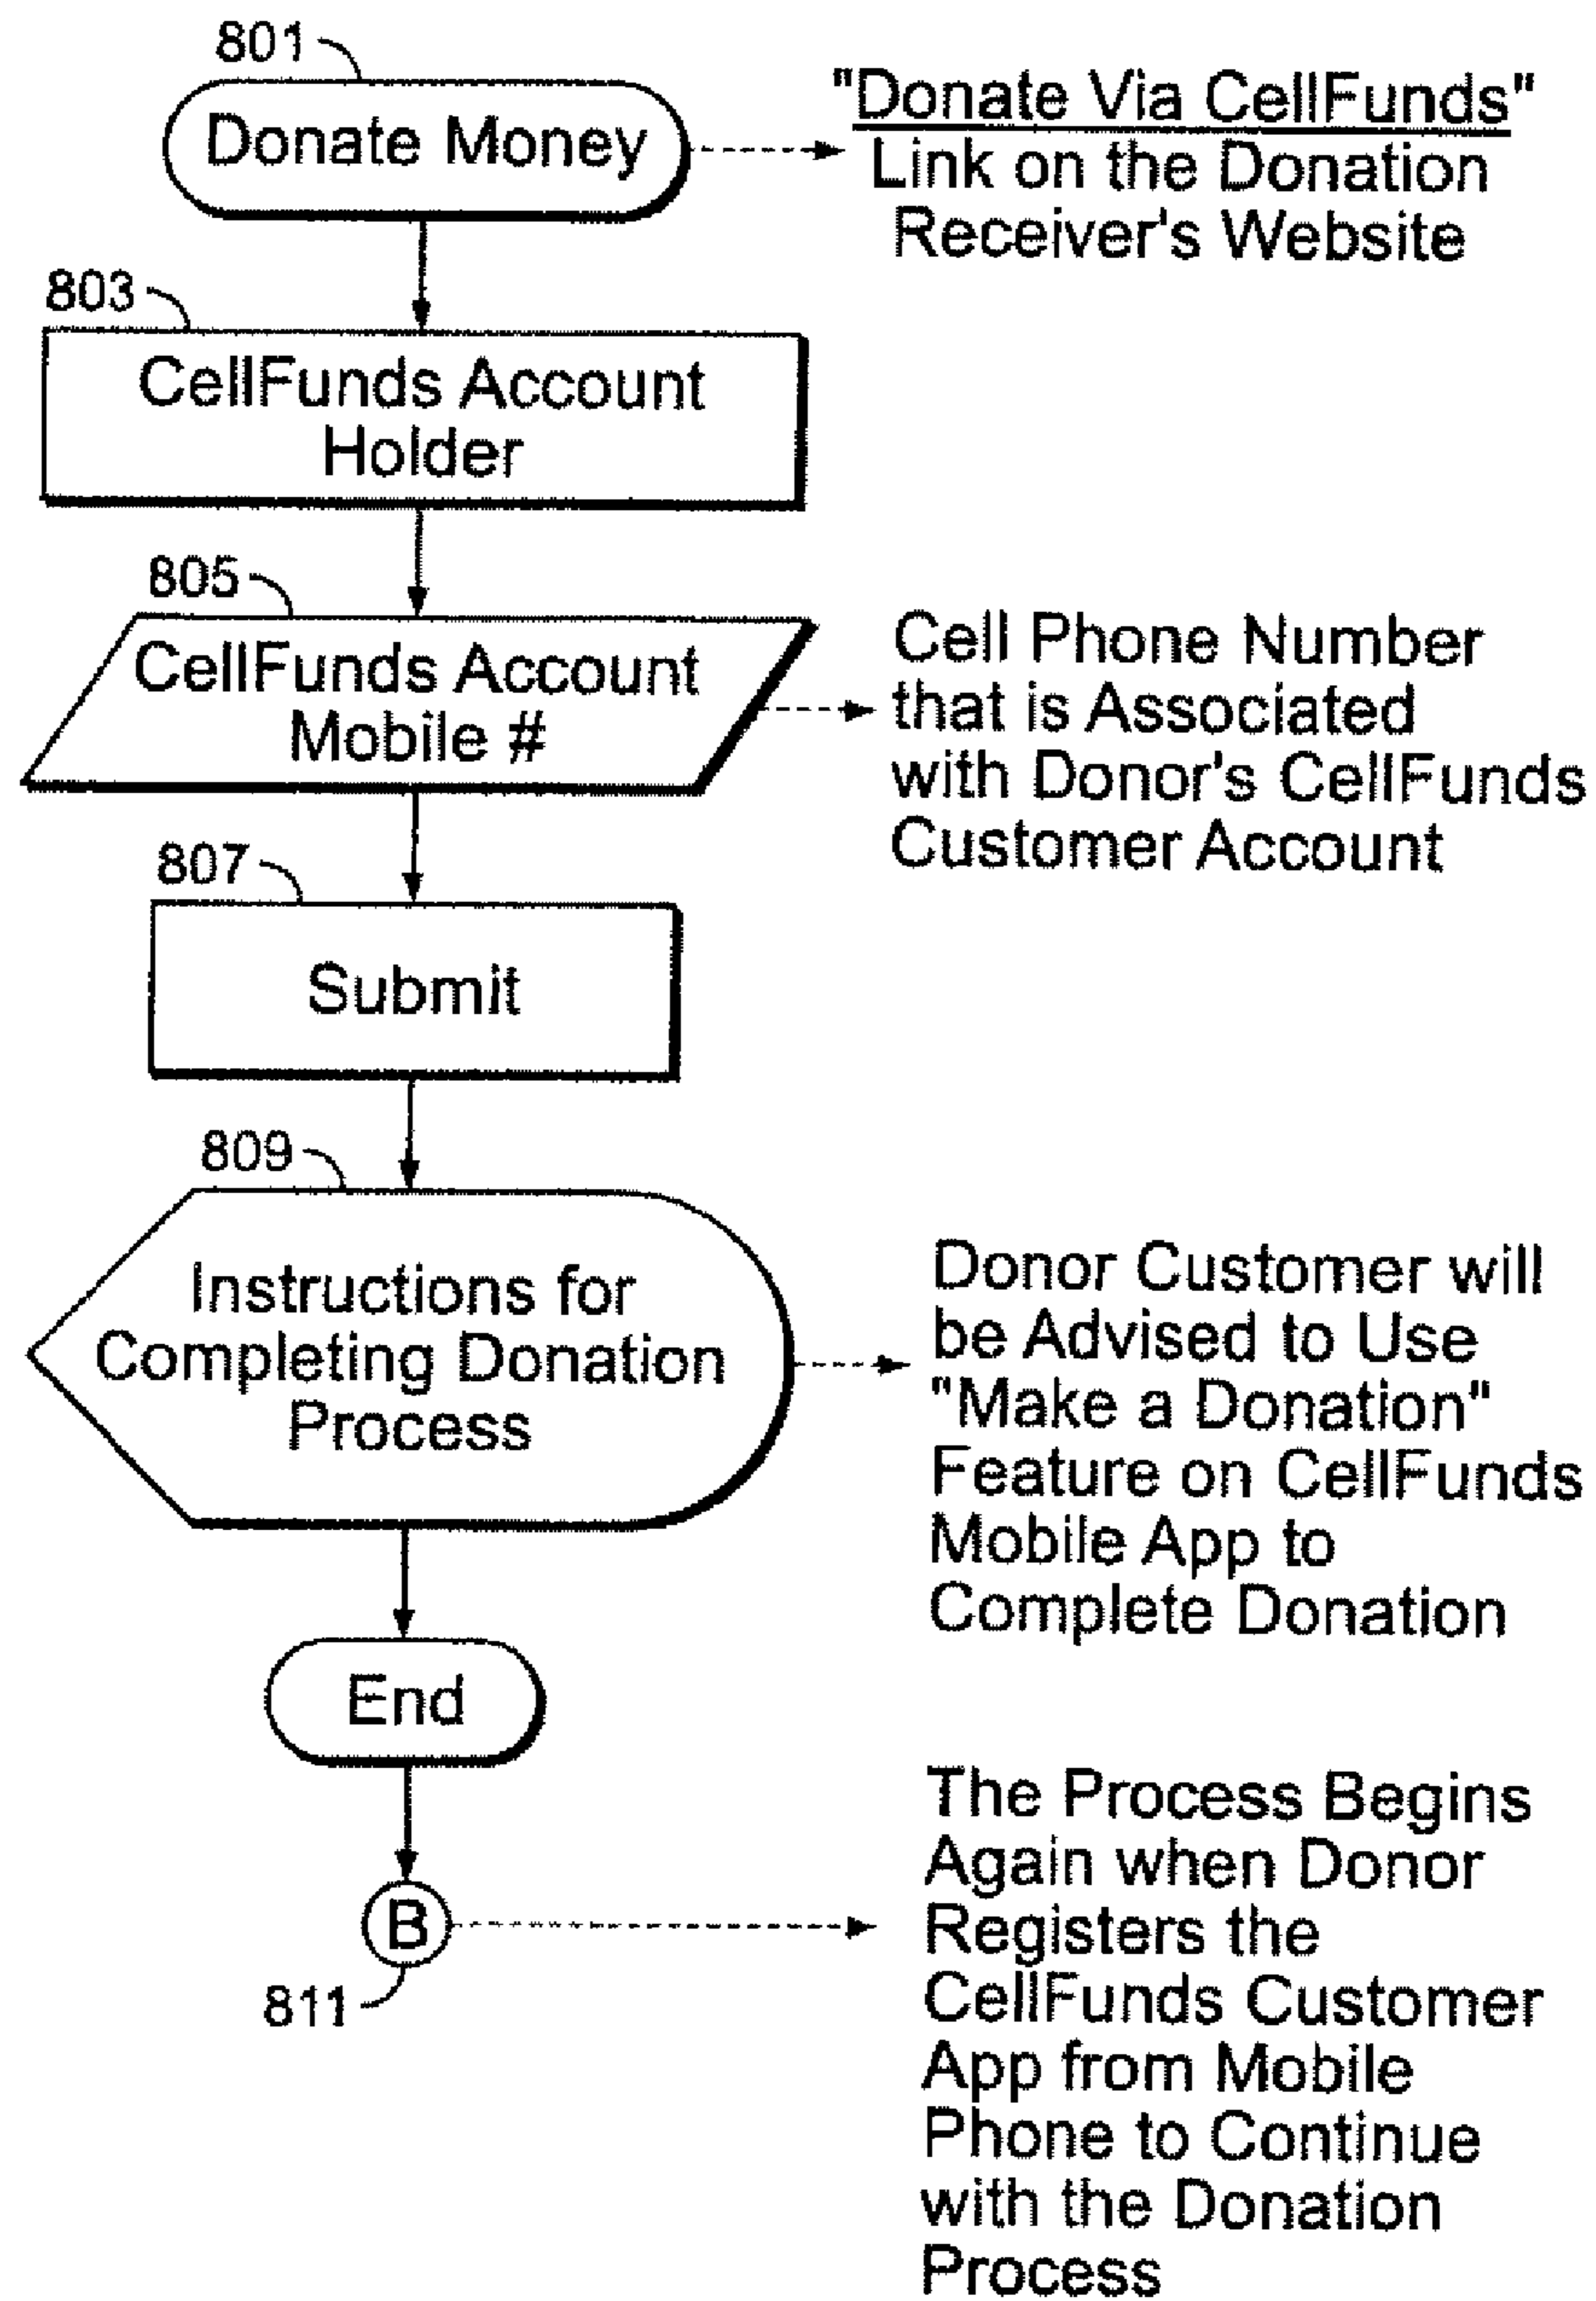 801
Donate Money
"Donate Via CellFunds"
Link on the Donation
Receiver's Website
803
CellFunds Account
Holder
805
CellFunds Account
Mobile #
Cell Phone Number
that is Associated
with Donor's CellFunds
Customer Account
807
Submit
809
Instructions for
Completing Donation
Process
Donor Customer will
be Advised to Use
"Make a Donation"
Feature on CellFunds
Mobile App to
Complete Donation
End
B
811
The Process Begins
Again when Donor
Registers the
CellFunds Customer
App from Mobile
Phone to Continue
with the Donation
Process